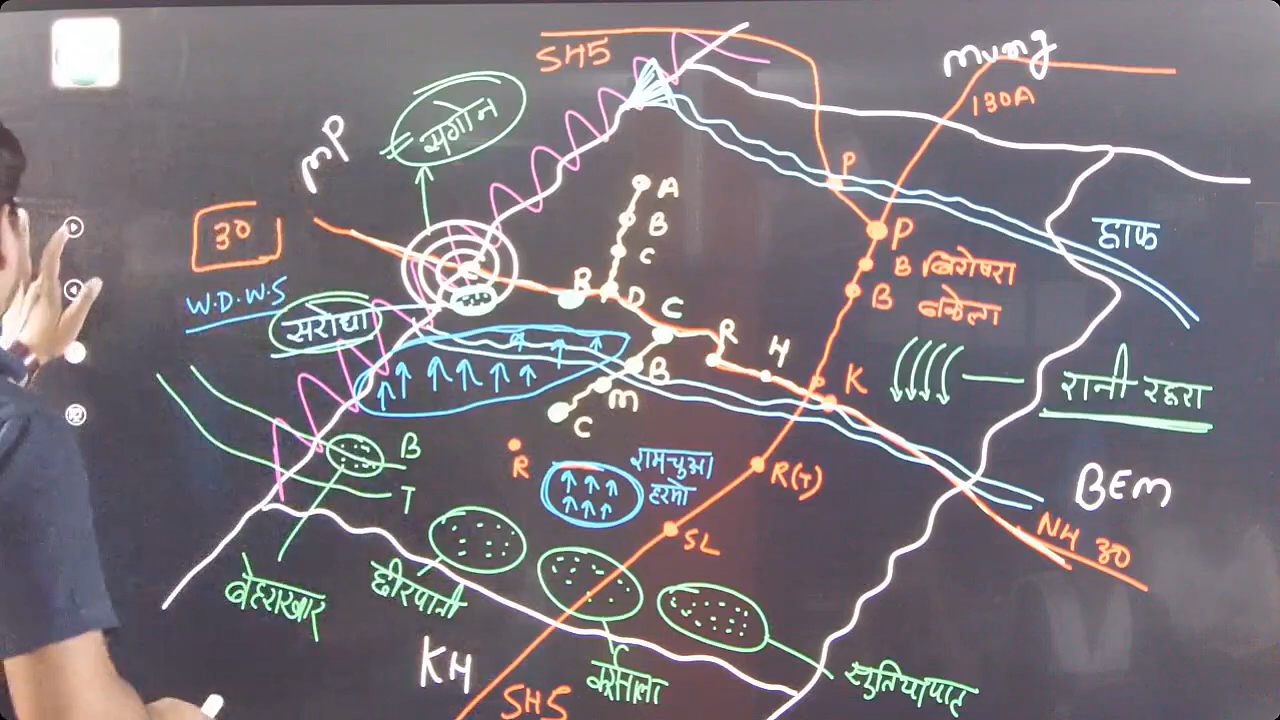 SH5
Mung
130A
सगोन
MP
A
B
C
P
30
P
हाफ
W.D.W.S
B
D
C
B बिरोषरा
B बकेला
सरोधा
R
H
K
रानी रहरा
B
M
C
B
T
R
रामचुआ
हरमो
R(T)
BEM
SL
NH 30
बेहराखार
हीरपानी
KH
SH5
कर्रानाला
सुतियापाट